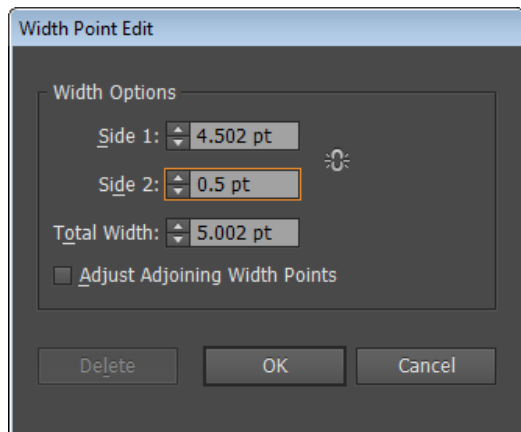 Width Point Edit
Width Options
Side 1: 4.502 pt
Side 2: 0.5 pt
Total Width: 5.002 pt
Adjust Adjoining Width Points
Delete OK Cancel